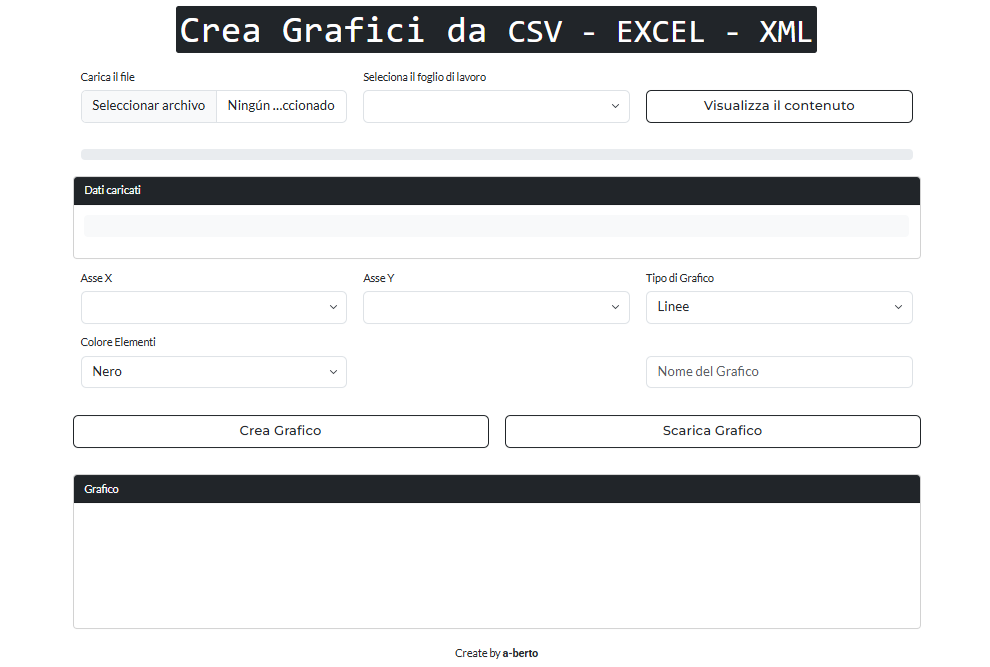 Crea Grafici da CSV - EXCEL - XML
Carica il file
Seleziona il foglio di lavoro
Seleccionar archivo
Ningún ...ccionado
Visualizza il contenuto
Dati caricati
Asse X
Asse Y
Tipo di Grafico
Linee
Colore Elementi
Nero
Nome del Grafico
Crea Grafico
Scarica Grafico
Grafico
Create by a-berto